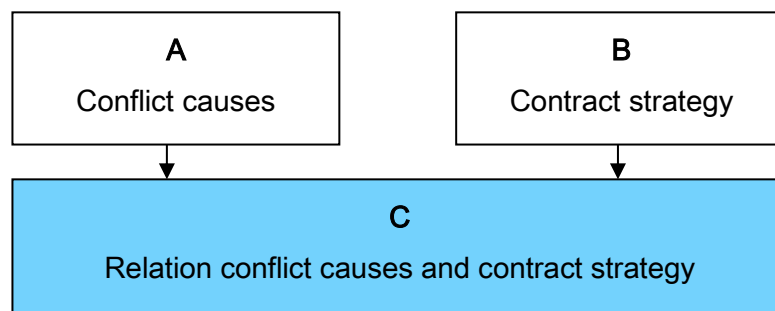 A
Conflict causes
B
Contract strategy
C
Relation conflict causes and contract strategy